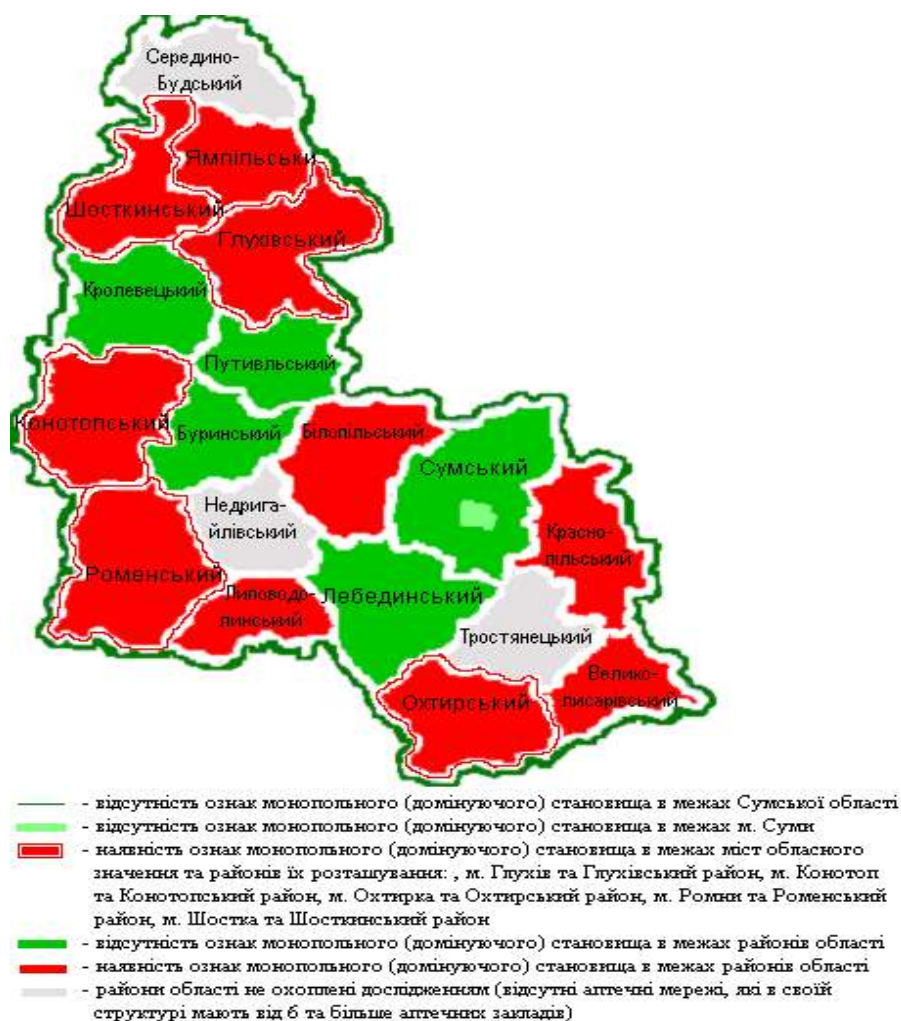 Середино-
Будський
Ямпільськи
Шосткинський
Глухівський
Кролевецький
Путивльський
Конотопський
Буринський
Білопільський
Сумський
Недрига-
йлівський
Красно-
пільський
Роменський
Липоводо-
линський
Лебединський
Тростянецький
Велико-
писарівський
Охтирський
- відсутність ознак монопольного (домінуючого) становища в межах Сумської області
- відсутність ознак монопольного (домінуючого) становища в межах м. Суми
- наявність ознак монопольного (домінуючого) становища в межах міст обласного
значення та районів їх розташування: , м. Глухів та Глухівський район, м. Конотоп
та Конотопський район, м. Охтирка та Охтирський район, м. Ромни та Роменський
район, м. Шостка та Шосткинський район
- відсутність ознак монопольного (домінуючого) становища в межах районів області
- наявність ознак монопольного (домінуючого) становища в межах районів області
- райони області не охоплені дослідженням (відсутні аптечні мережі, які в своїй
структурі мають від 6 та більше аптечних закладів)